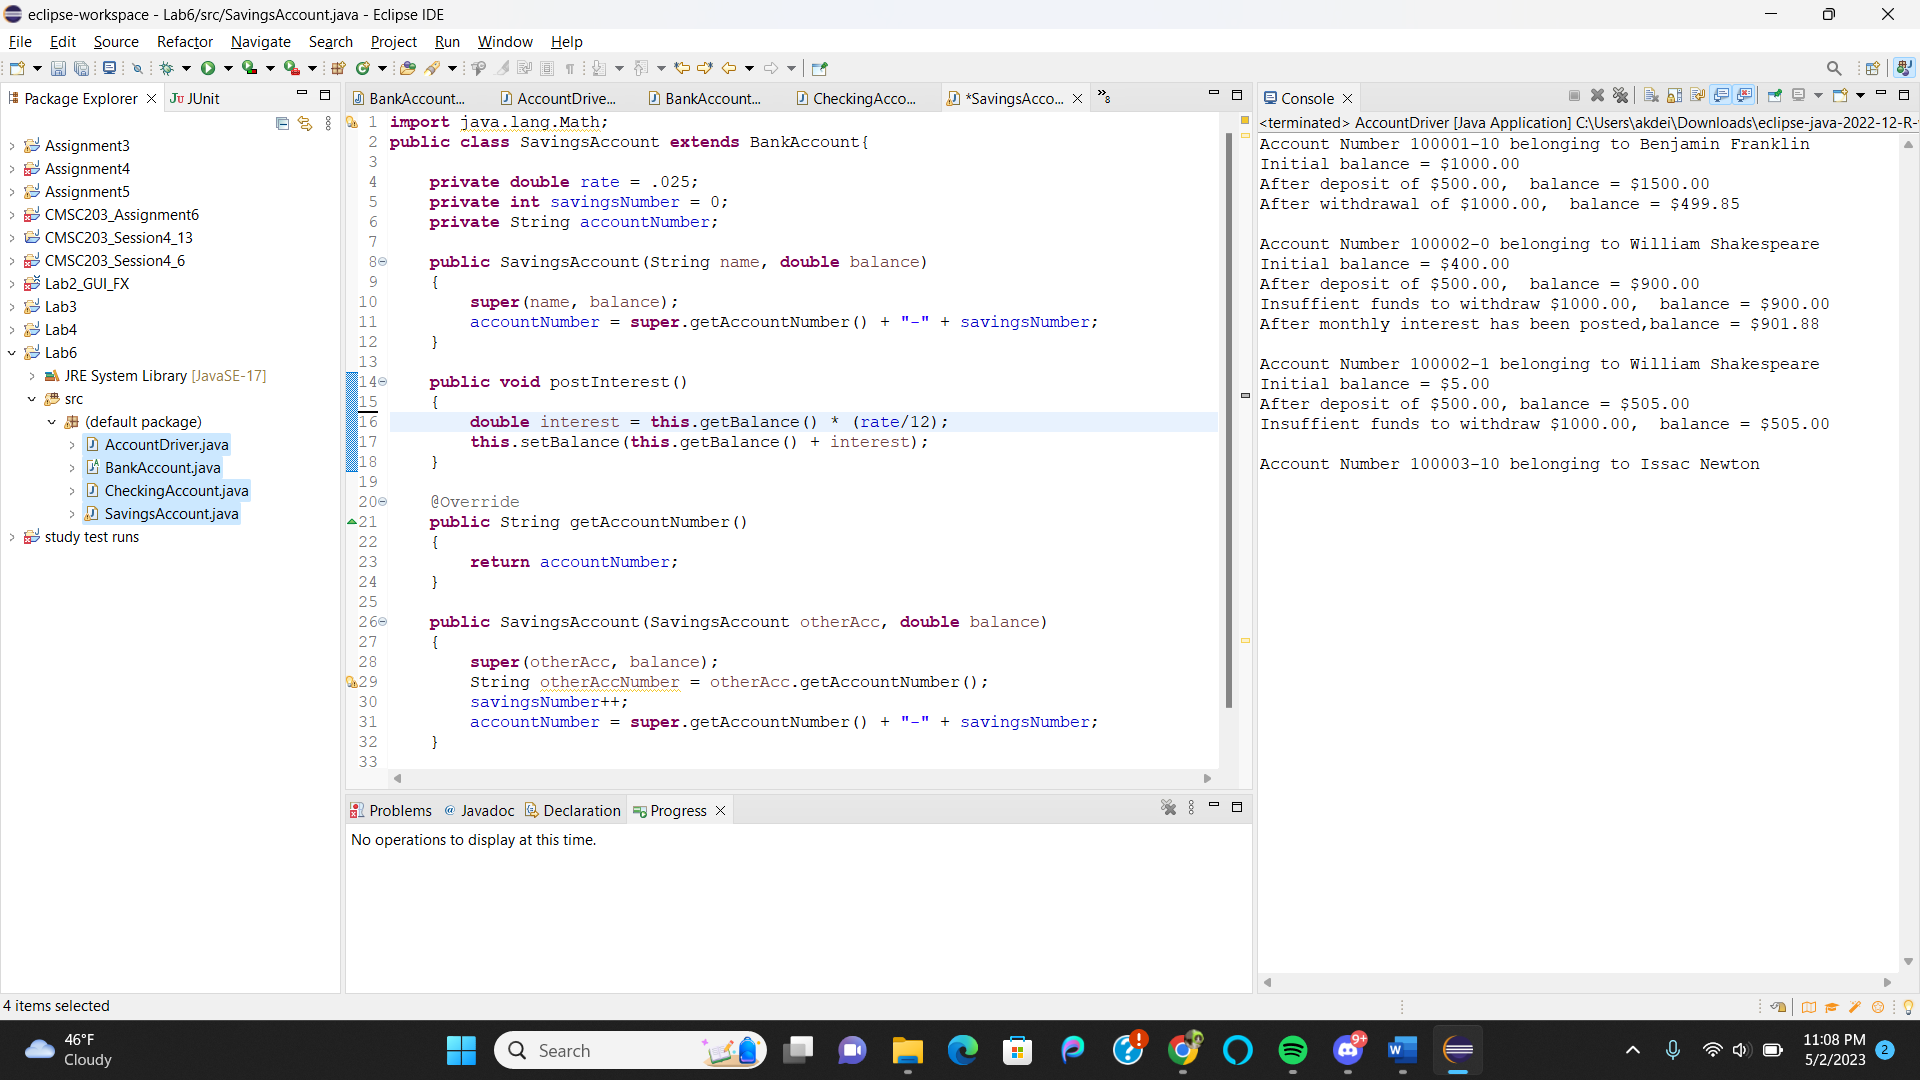 eclipse-workspace - Lab6/src/SavingsAccount.java - Eclipse IDE
File Edit Source Refactor Navigate Search Project Run Window Help
Package Explorer JUnit
Assignment3
Assignment4
Assignment5
CMSC203_Assignment6
CMSC203_Session4_13
CMSC203_Session4_6
Lab2_GUI_FX
Lab3
Lab4
Lab6
JRE System Library [JavaSE-17]
src
(default package)
AccountDriver.java
BankAccount.java
CheckingAccount.java
SavingsAccount.java
study test runs
BankAccount... AccountDrive... BankAccount... CheckingAcco... *SavingsAcco... »8
1 import java.lang.Math;
2 public class SavingsAccount extends BankAccount{
3
4 private double rate = .025;
5 private int savingsNumber = 0;
6 private String accountNumber;
7
8 public SavingsAccount(String name, double balance)
9 {
10 super(name, balance);
11 accountNumber = super.getAccountNumber() + "-" + savingsNumber;
12 }
13
14 public void postInterest()
15 {
16 double interest = this.getBalance() * (rate/12);
17 this.setBalance(this.getBalance() + interest);
18 }
19
20 @Override
21 public String getAccountNumber()
22 {
23 return accountNumber;
24 }
25
26 public SavingsAccount(SavingsAccount otherAcc, double balance)
27 {
28 super(otherAcc, balance);
29 String otherAccNumber = otherAcc.getAccountNumber();
30 savingsNumber++;
31 accountNumber = super.getAccountNumber() + "-" + savingsNumber;
32 }
33
Problems Javadoc Declaration Progress
No operations to display at this time.
Console
<terminated> AccountDriver [Java Application] C:\Users\akdei\Downloads\eclipse-java-2022-12-R-
Account Number 100001-10 belonging to Benjamin Franklin
Initial balance = $1000.00
After deposit of $500.00,  balance = $1500.00
After withdrawal of $1000.00,  balance = $499.85
Account Number 100002-0 belonging to William Shakespeare
Initial balance = $400.00
After deposit of $500.00,  balance = $900.00
Insuffient funds to withdraw $1000.00,  balance = $900.00
After monthly interest has been posted,balance = $901.88
Account Number 100002-1 belonging to William Shakespeare
Initial balance = $5.00
After deposit of $500.00, balance = $505.00
Insuffient funds to withdraw $1000.00,  balance = $505.00
Account Number 100003-10 belonging to Issac Newton
4 items selected
46°F
Cloudy
Search
9+
11:08 PM
5/2/2023
2